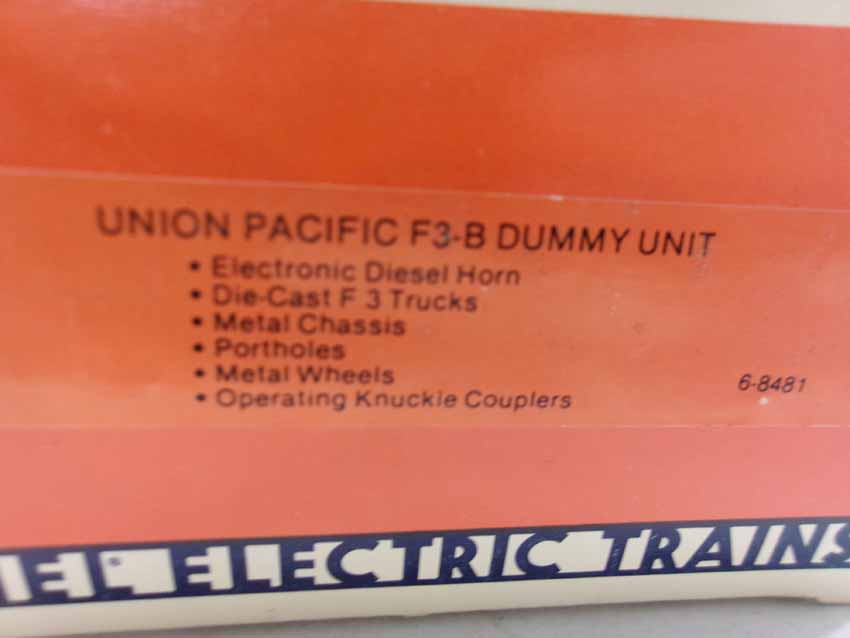 UNION PACIFIC F3-B DUMMY UNIT
• Electronic Diesel Horn
• Die-Cast F 3 Trucks
• Metal Chassis
• Portholes
• Metal Wheels
• Operating Knuckle Couplers
6-8481
EL® ELECTRIC TRAINS